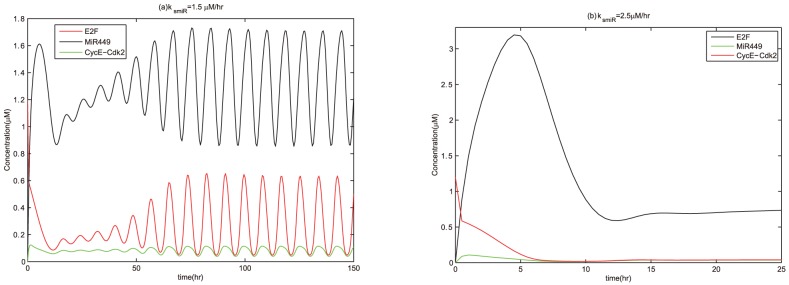 (a)k smiR=1.5 μM/hr
1.8
1.6
1.4
1.2
1
0.8
0.6
0.4
0.2
0
Concentration(μM)
E2F
MiR449
CycE−Cdk2
0
50
100
150
time(hr)
(b) k smiR=2.5μM/hr
3
2.5
2
1.5
1
0.5
0
Concentration(μM)
E2F
MiR449
CycE−Cdk2
0
5
10
15
20
25
time(hr)